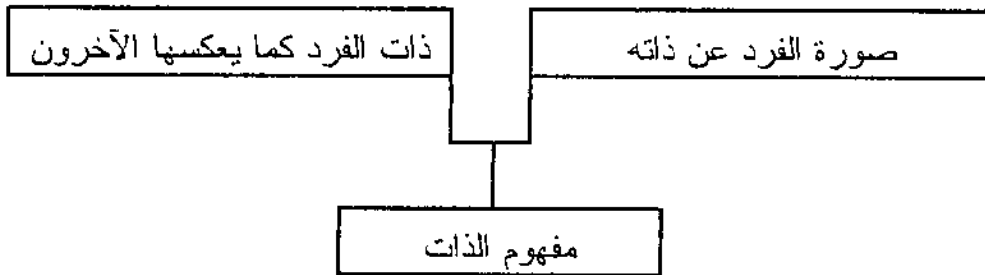 صورة الفرد عن ذاته
ذات الفرد كما يعكسها الآخرون
مفهوم الذات